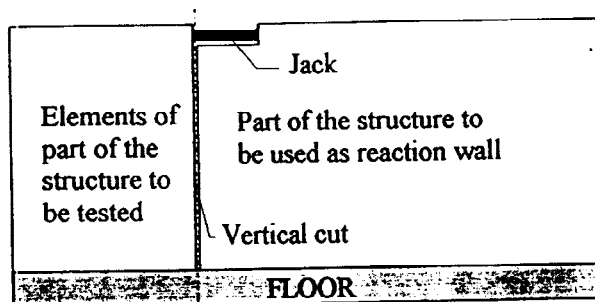 Jack
Elements of
part of the
structure to
be tested
Part of the structure to
be used as reaction wall
Vertical cut
FLOOR